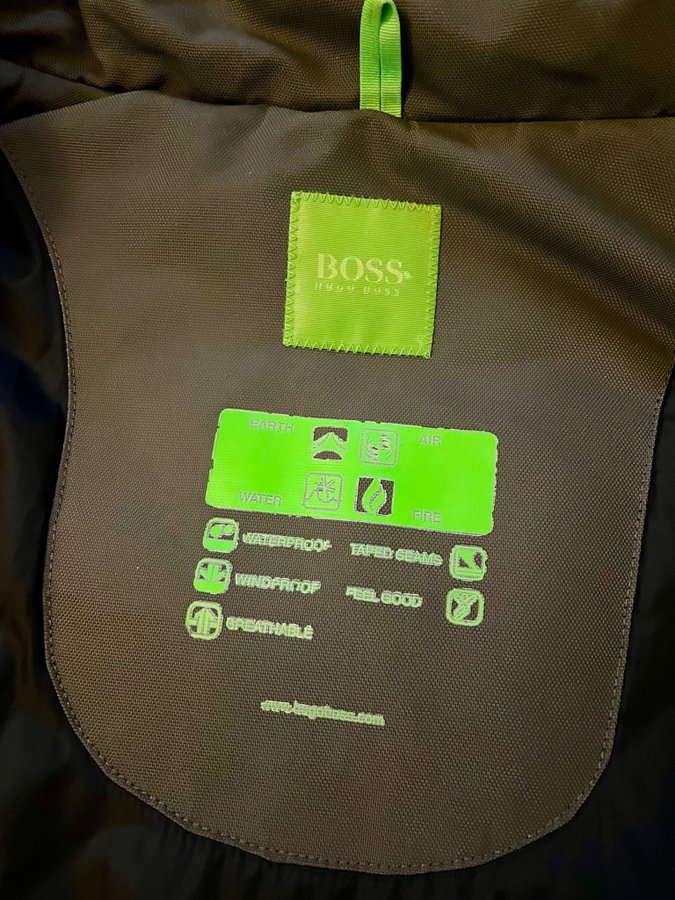 BOSS
HUGO BOSS
EARTH AIR
WATER FIRE
WATERPROOF TAPED SEAMS
WINDPROOF FEEL GOOD
BREATHABLE
www.hugoboss.com